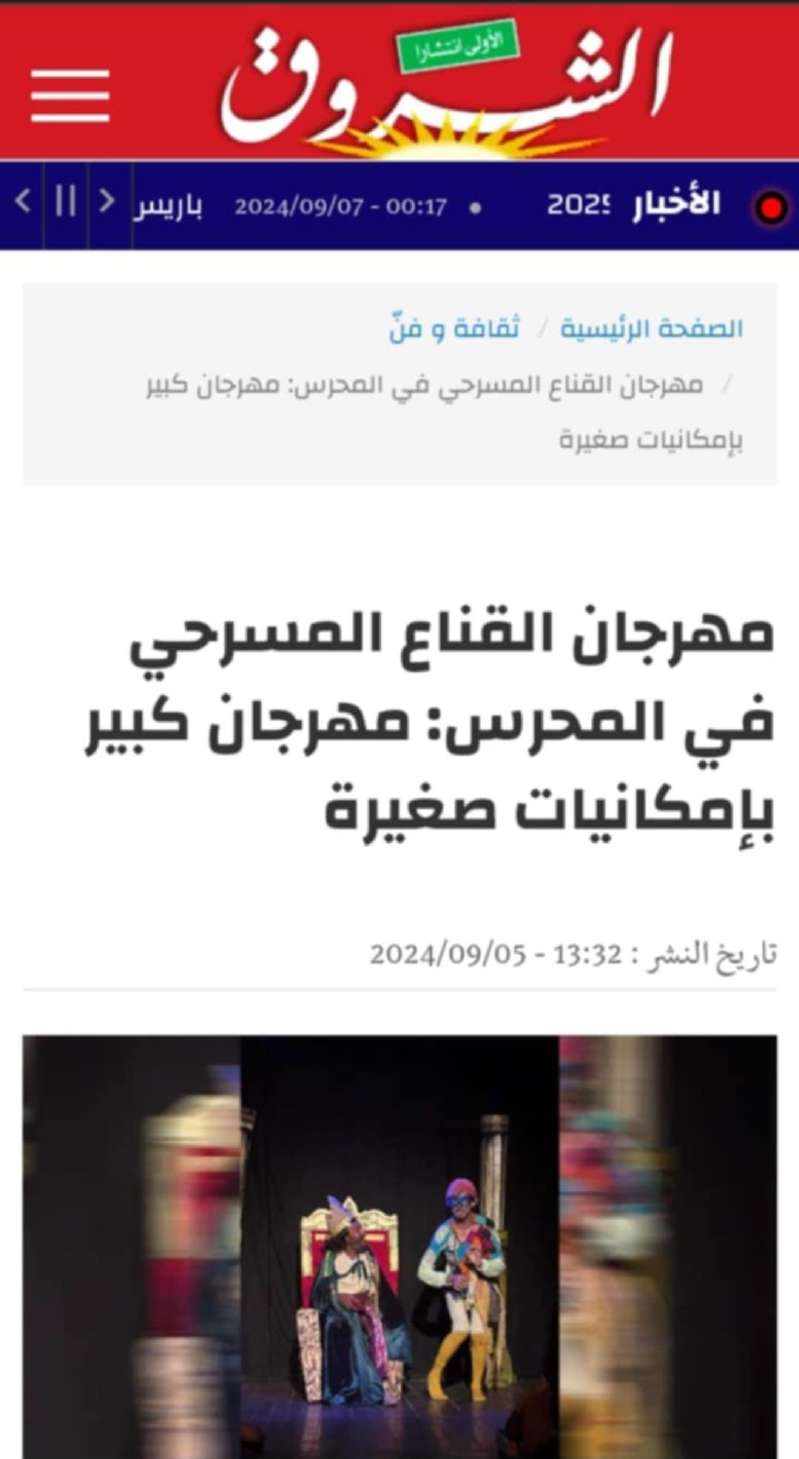 الشروق
الأولى انتشارا
الأخبار 2025 • 00:17 - 2024/09/07 باريس
الصفحة الرئيسية / ثقافة و فنّ
/ مهرجان القناع المسرحي في المحرس: مهرجان كبير
بإمكانيات صغيرة
مهرجان القناع المسرحي
في المحرس: مهرجان كبير
بإمكانيات صغيرة
تاريخ النشر : 13:32 - 2024/09/05